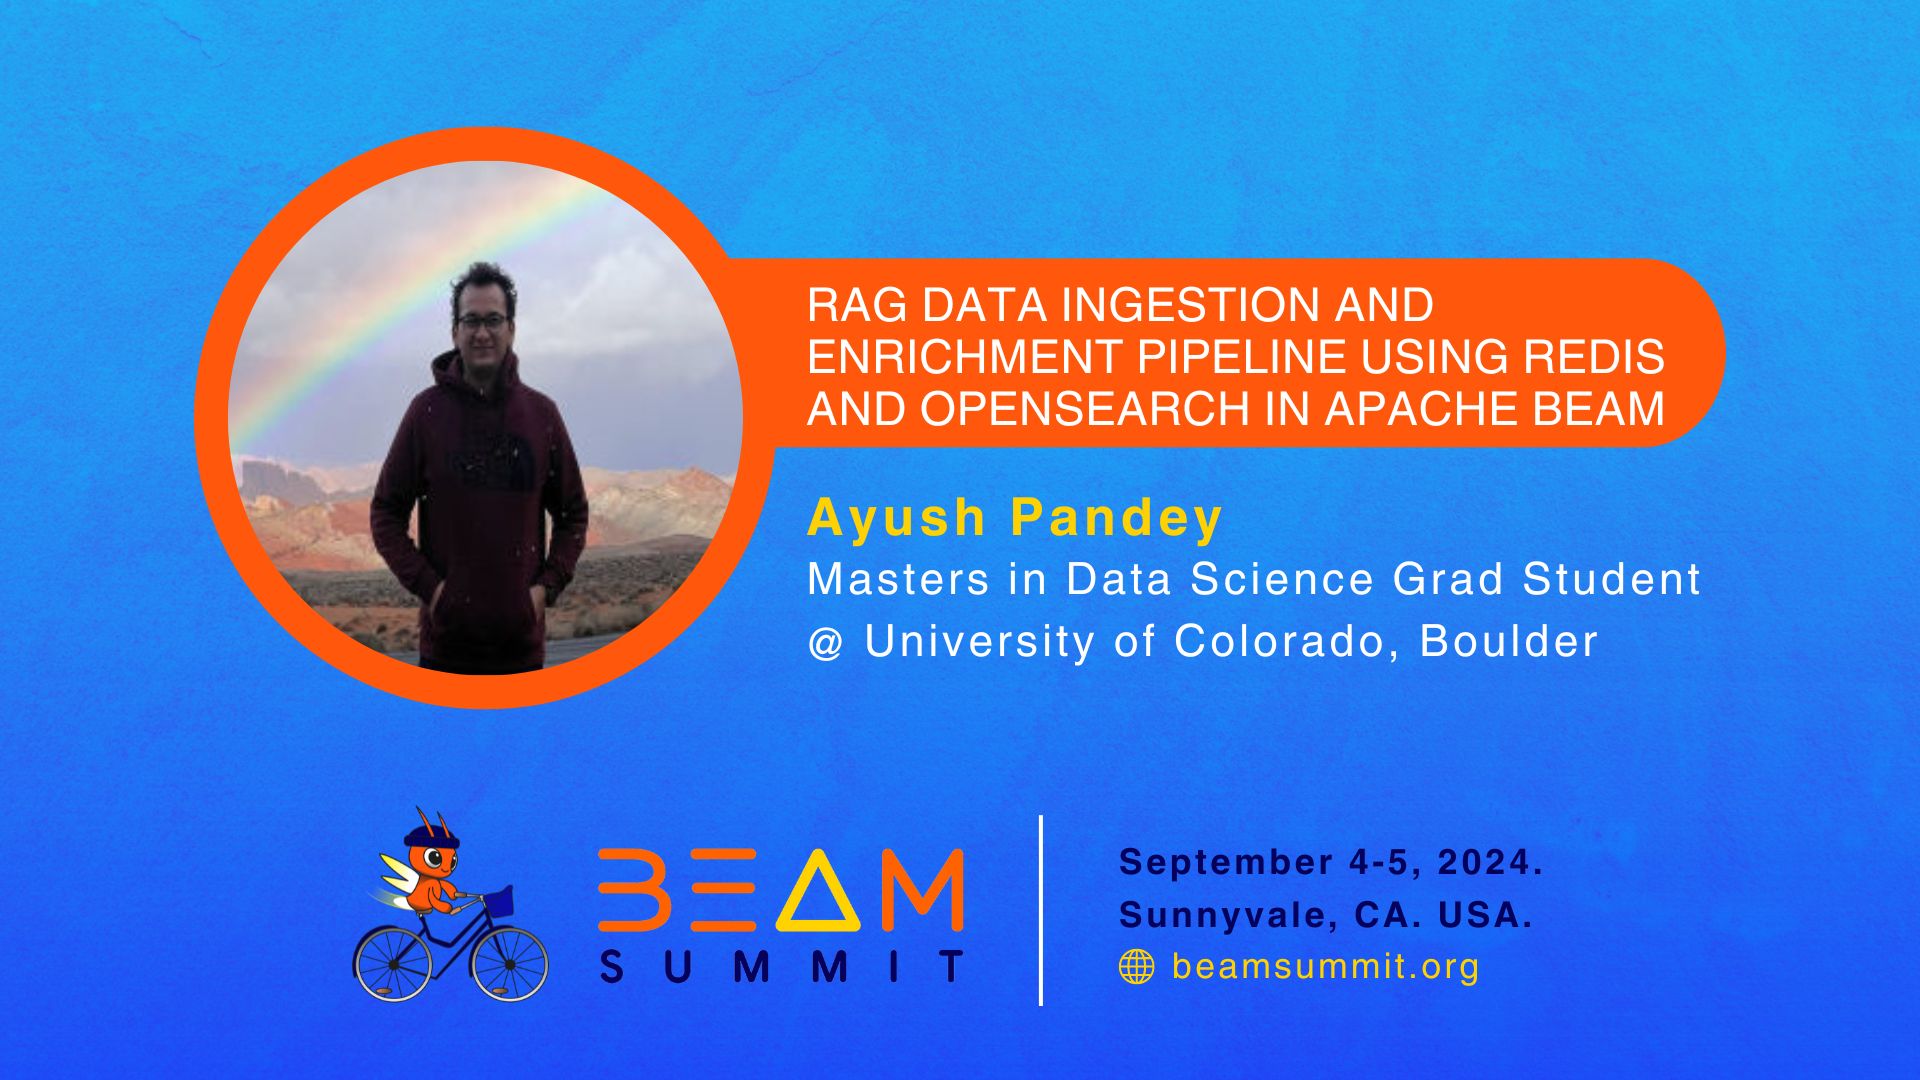 RAG DATA INGESTION AND
ENRICHMENT PIPELINE USING REDIS
AND OPENSEARCH IN APACHE BEAM
Ayush Pandey
Masters in Data Science Grad Student
@ University of Colorado, Boulder
BEAM
SUMMIT
September 4-5, 2024.
Sunnyvale, CA. USA.
beamsummit.org